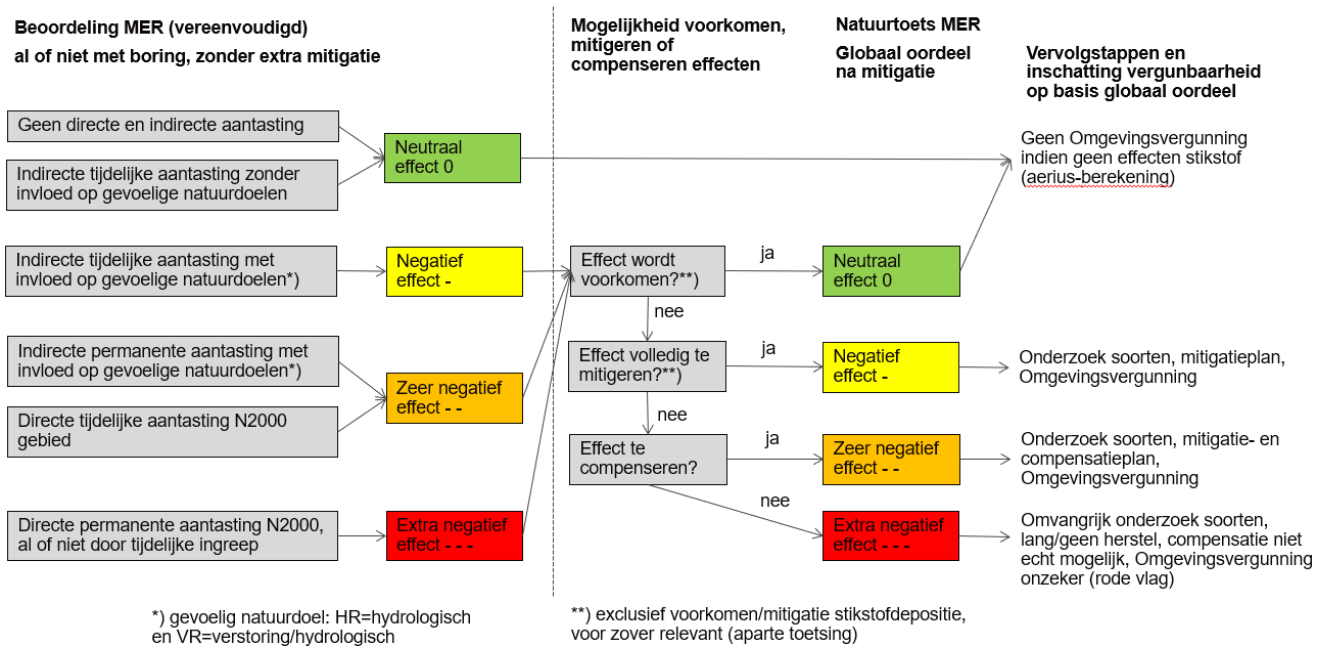 Beoordeling MER (vereenvoudigd)
al of niet met boring, zonder extra mitigatie
Mogelijkheid voorkomen,
mitigeren of
compenseren effecten
Natuurtoets MER
Globaal oordeel
na mitigatie
Vervolgstappen en
inschatting vergunbaarheid
op basis globaal oordeel
Geen directe en indirecte aantasting
Indirecte tijdelijke aantasting zonder
invloed op gevoelige natuurdoelen
Neutraal
effect 0
Geen Omgevingsvergunning
indien geen effecten stikstof
(aerius-berekening)
Indirecte tijdelijke aantasting met
invloed op gevoelige natuurdoelen*)
Negatief
effect -
Effect wordt
voorkomen?**)
ja
Neutraal
effect 0
nee
Indirecte permanente aantasting met
invloed op gevoelige natuurdoelen*)
Directe tijdelijke aantasting N2000
gebied
Zeer negatief
effect - -
Effect volledig te
mitigeren?**)
ja
Negatief
effect -
Onderzoek soorten, mitigatieplan,
Omgevingsvergunning
nee
Effect te
compenseren?
ja
Zeer negatief
effect - -
Onderzoek soorten, mitigatie- en
compensatieplan,
Omgevingsvergunning
nee
Directe permanente aantasting N2000,
al of niet door tijdelijke ingreep
Extra negatief
effect - - -
Extra negatief
effect - - -
Omvangrijk onderzoek soorten,
lang/geen herstel, compensatie niet
echt mogelijk, Omgevingsvergunning
onzeker (rode vlag)
*) gevoelig natuurdoel: HR=hydrologisch
en VR=verstoring/hydrologisch
**) exclusief voorkomen/mitigatie stikstofdepositie,
voor zover relevant (aparte toetsing)